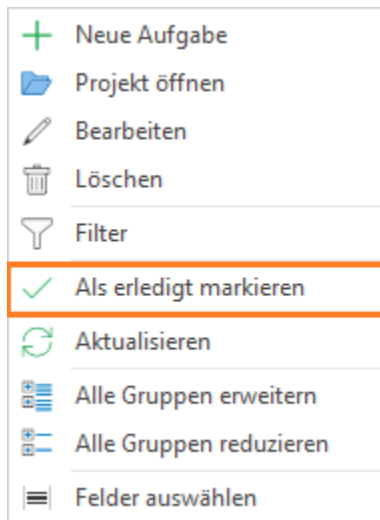 Neue Aufgabe
Projekt öffnen
Bearbeiten
Löschen
Filter
Als erledigt markieren
Aktualisieren
Alle Gruppen erweitern
Alle Gruppen reduzieren
Felder auswählen